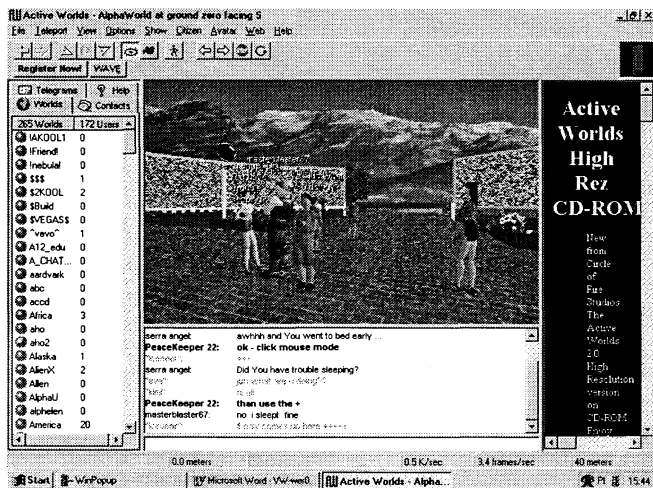 Active Worlds - AlphaWorld at ground zero facing S
File Teleport View Options Show Citizen Avatar Web Help
Register Now! WAVE
Telegrams Help
Worlds Contacts
265 Worlds 172 Users
!AKOOL1 0
!Friend! 0
!nebula! 0
$$$ 1
$2KOOL 2
$Build 0
$VEGAS$ 0
^vevo^ 1
A12_edu 0
A_CHAT... 0
aardvark 0
abc 0
accd 0
Africa 3
aho 0
aho2 0
Alaska 1
AlienX 2
Allen 0
AlphaU 0
alphelen 0
America 20
masterblaster67
serra angel: awhhh and You went to bed early ...
PeaceKeeper 22: ok - click mouse mode
serra angel: Did You have trouble sleeping?
PeaceKeeper 22: than use the +
masterblaster67: no i sleept fine
Active
Worlds
High
Rez
CD-ROM
New
from
Circle
of
Fire
Studios
The
Active
Worlds
2.0
High
Resolution
version
on
CD-ROM
Enjoy
0.0 meters 0.5 K/sec 3.4 frames/sec 40 meters
Start WinPopup Microsoft Word - VW-wer0. Active Worlds - Alpha... Pt 15:44